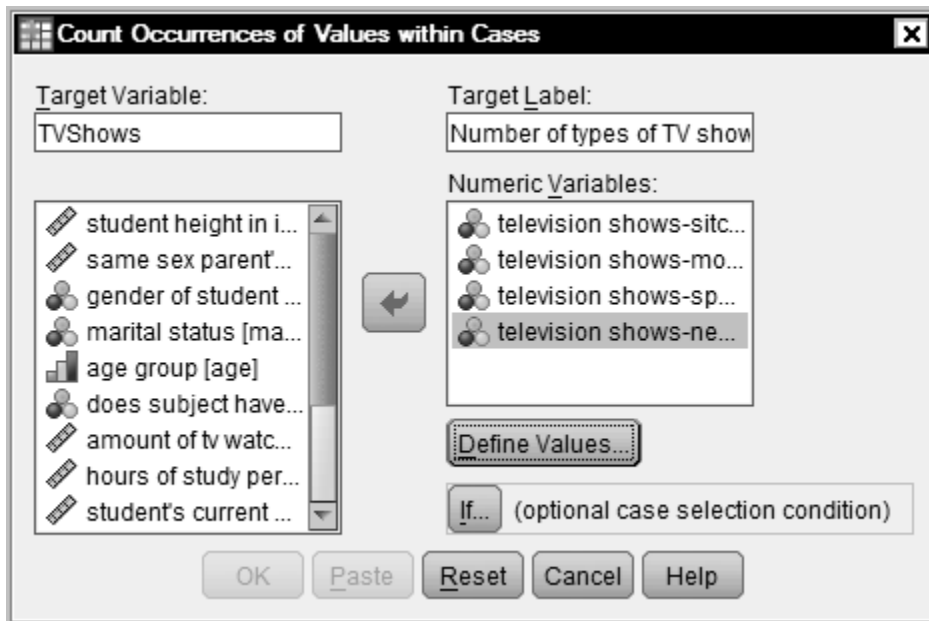 Count Occurrences of Values within Cases
Target Variable:
TVShows
Target Label:
Number of types of TV show
Numeric Variables:
student height in i...
same sex parent'...
gender of student ...
marital status [ma...
age group [age]
does subject have...
amount of tv watc...
hours of study per...
student's current ...
television shows-sitc...
television shows-mo...
television shows-sp...
television shows-ne...
Define Values...
If... (optional case selection condition)
OK Paste Reset Cancel Help